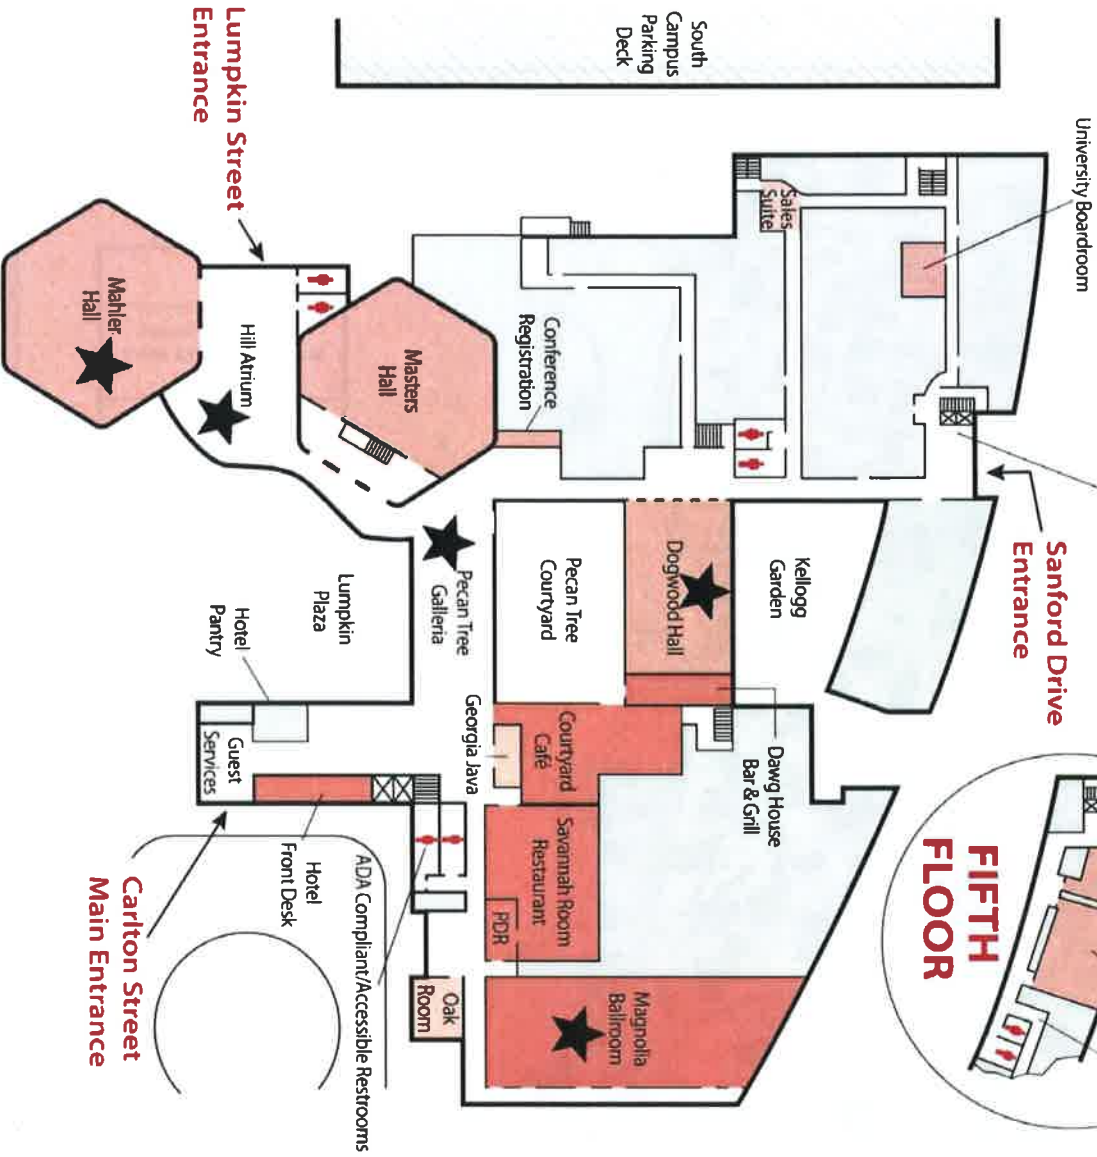 University Boardroom
Sanford Drive
Entrance
FIFTH
FLOOR
Sales
Suite
Kellogg
Garden
Dawg House
Bar & Grill
South
Campus
Parking
Deck
Dogwood Hall
Magnolia
Ballroom
Conference
Registration
Pecan Tree
Courtyard
Courtyard
Café
Savannah Room
Restaurant
PDR
Masters
Hall
Pecan Tree
Galleria
Georgia Java
Oak
Room
ADA Compliant/Accessible Restrooms
Lumpkin
Plaza
Hotel
Front Desk
Lumpkin Street
Entrance
Hill Atrium
Hotel
Pantry
Guest
Services
Mahler
Hall
Carlton Street
Main Entrance